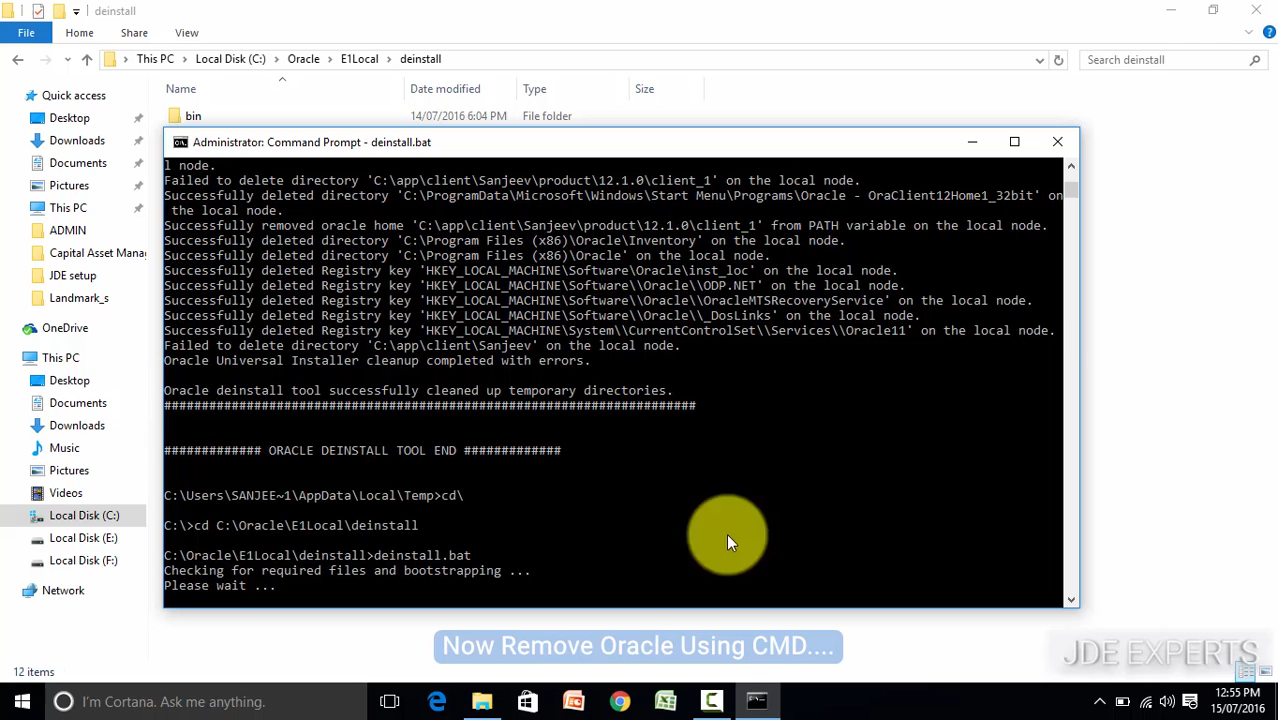 deinstall
File Home Share View
This PC Local Disk (C:) Oracle E1Local deinstall
Search deinstall
Name Date modified Type Size
Quick access
Desktop
Downloads
Documents
Pictures
This PC
ADMIN
Capital Asset Mana
JDE setup
Landmark_s
OneDrive
This PC
Desktop
Documents
Downloads
Music
Pictures
Videos
Local Disk (C:)
Local Disk (E:)
Local Disk (F:)
Network
bin 14/07/2016 6:04 PM File folder
Administrator: Command Prompt - deinstall.bat
l node.
Failed to delete directory 'C:\app\client\Sanjeev\product\12.1.0\client_1' on the local node.
Successfully deleted directory 'C:\ProgramData\Microsoft\Windows\Start Menu\Programs\Oracle - OraClient12Home1_32bit' on
the local node.
Successfully removed oracle home 'C:\app\client\Sanjeev\product\12.1.0\client_1' from PATH variable on the local node.
Successfully deleted directory 'C:\Program Files (x86)\Oracle\Inventory' on the local node.
Successfully deleted directory 'C:\Program Files (x86)\Oracle' on the local node.
Successfully deleted Registry key 'HKEY_LOCAL_MACHINE\Software\Oracle\inst_loc' on the local node.
Successfully deleted Registry key 'HKEY_LOCAL_MACHINE\Software\\Oracle\\ODP.NET' on the local node.
Successfully deleted Registry key 'HKEY_LOCAL_MACHINE\Software\\Oracle\\OracleMTSRecoveryService' on the local node.
Successfully deleted Registry key 'HKEY_LOCAL_MACHINE\Software\\Oracle\\_DosLinks' on the local node.
Successfully deleted Registry key 'HKEY_LOCAL_MACHINE\System\\CurrentControlSet\\Services\\Oracle11' on the local node.
Failed to delete directory 'C:\app\client\Sanjeev' on the local node.
Oracle Universal Installer cleanup completed with errors.
Oracle deinstall tool successfully cleaned up temporary directories.
#######################################################################
############# ORACLE DEINSTALL TOOL END #############
C:\Users\SANJEE~1\AppData\Local\Temp>cd\
C:\>cd C:\Oracle\E1Local\deinstall
C:\Oracle\E1Local\deinstall>deinstall.bat
Checking for required files and bootstrapping ...
Please wait ...
Now Remove Oracle Using CMD....
JDE EXPERTS
12 items
I'm Cortana. Ask me anything.
12:55 PM
15/07/2016